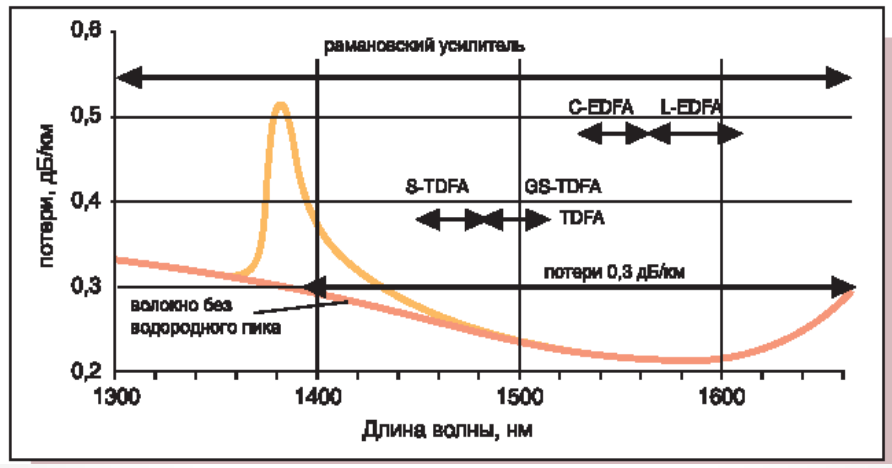 0,6
рамановский усилитель
C-EDFA L-EDFA
0,5
потери, дБ/км
S-TDFA GS-TDFA
0,4
TDFA
потери 0,3 дБ/км
0,3
волокно без
водородного пика
0,2
1300 1400 1500 1600
Длина волны, нм